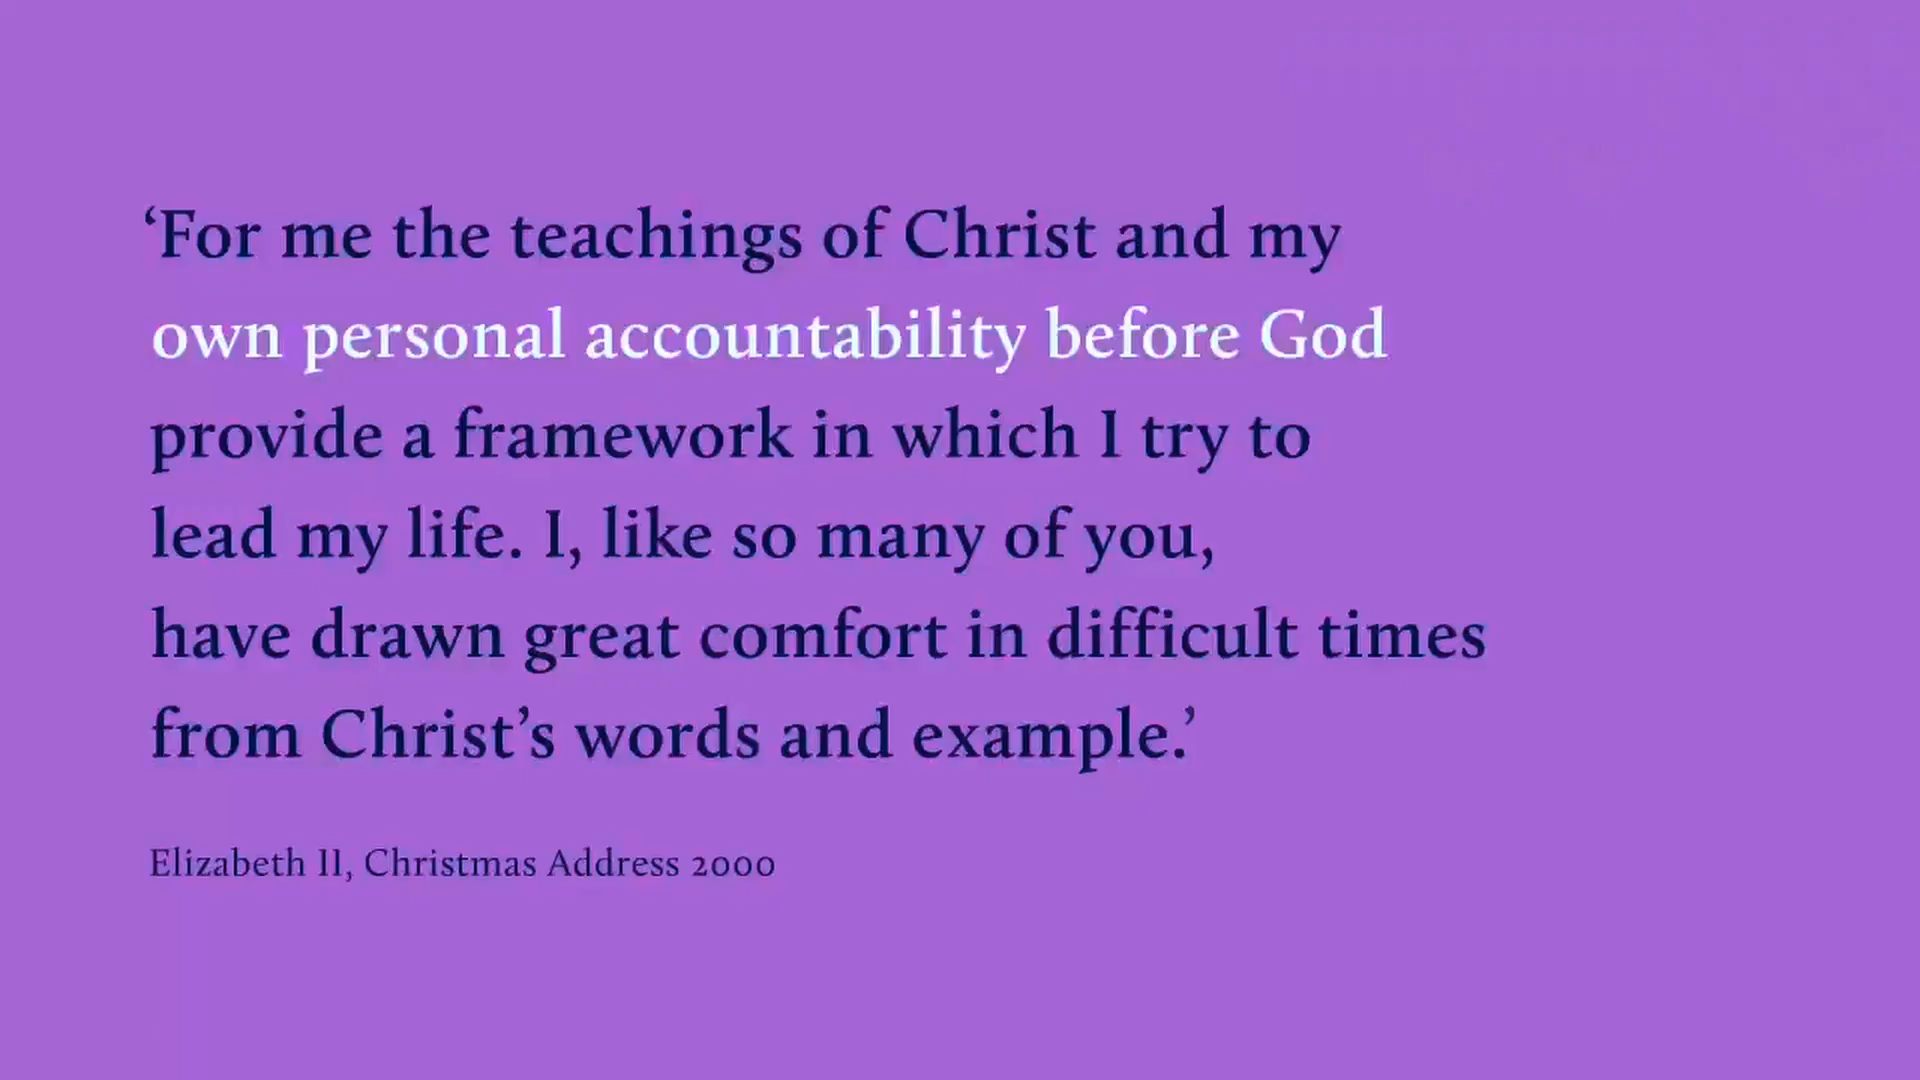 ‘For me the teachings of Christ and my
own personal accountability before God
provide a framework in which I try to
lead my life. I, like so many of you,
have drawn great comfort in difficult times
from Christ’s words and example.’
Elizabeth II, Christmas Address 2000